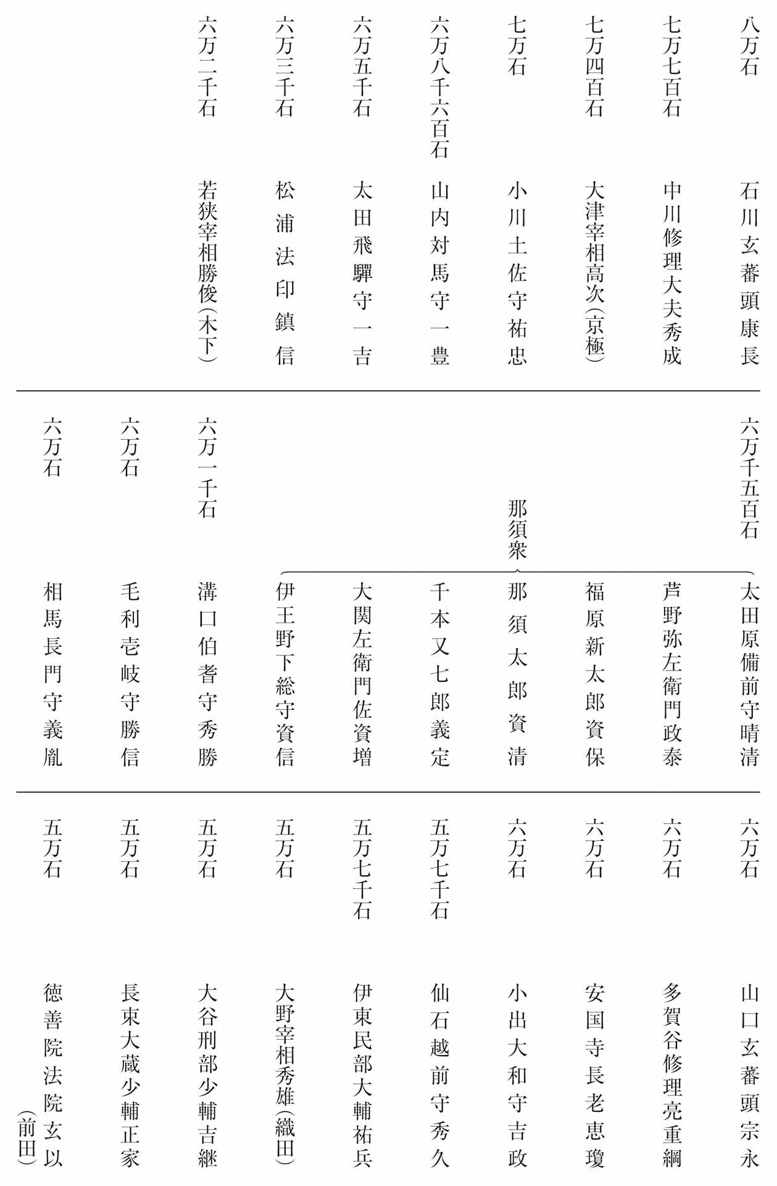 八万石　石川玄蕃頭康長
七万七百石　中川修理大夫秀成
七万四百石　大津宰相高次（京極）
七万石　小川土佐守祐忠
六万八千六百石　山内対馬守一豊
六万五千石　太田飛驒守一吉
六万三千石　松浦法印鎮信
六万二千石　若狭宰相勝俊（木下）
六万千五百石　太田原備前守晴清
芦野弥左衛門政泰
福原新太郎資保
那須衆　那須太郎資清
千本又七郎義定
大関左衛門佐資増
伊王野下総守資信
六万一千石　溝口伯耆守秀勝
六万石　毛利壱岐守勝信
六万石　相馬長門守義胤
六万石　山口玄蕃頭宗永
六万石　多賀谷修理亮重綱
六万石　安国寺長老恵瓊
六万石　小出大和守吉政
五万七千石　仙石越前守秀久
五万七千石　伊東民部大輔祐兵
五万石　大野宰相秀雄（織田）
五万石　大谷刑部少輔吉継
五万石　長束大蔵少輔正家
五万石　徳善院法院玄以
（前田）